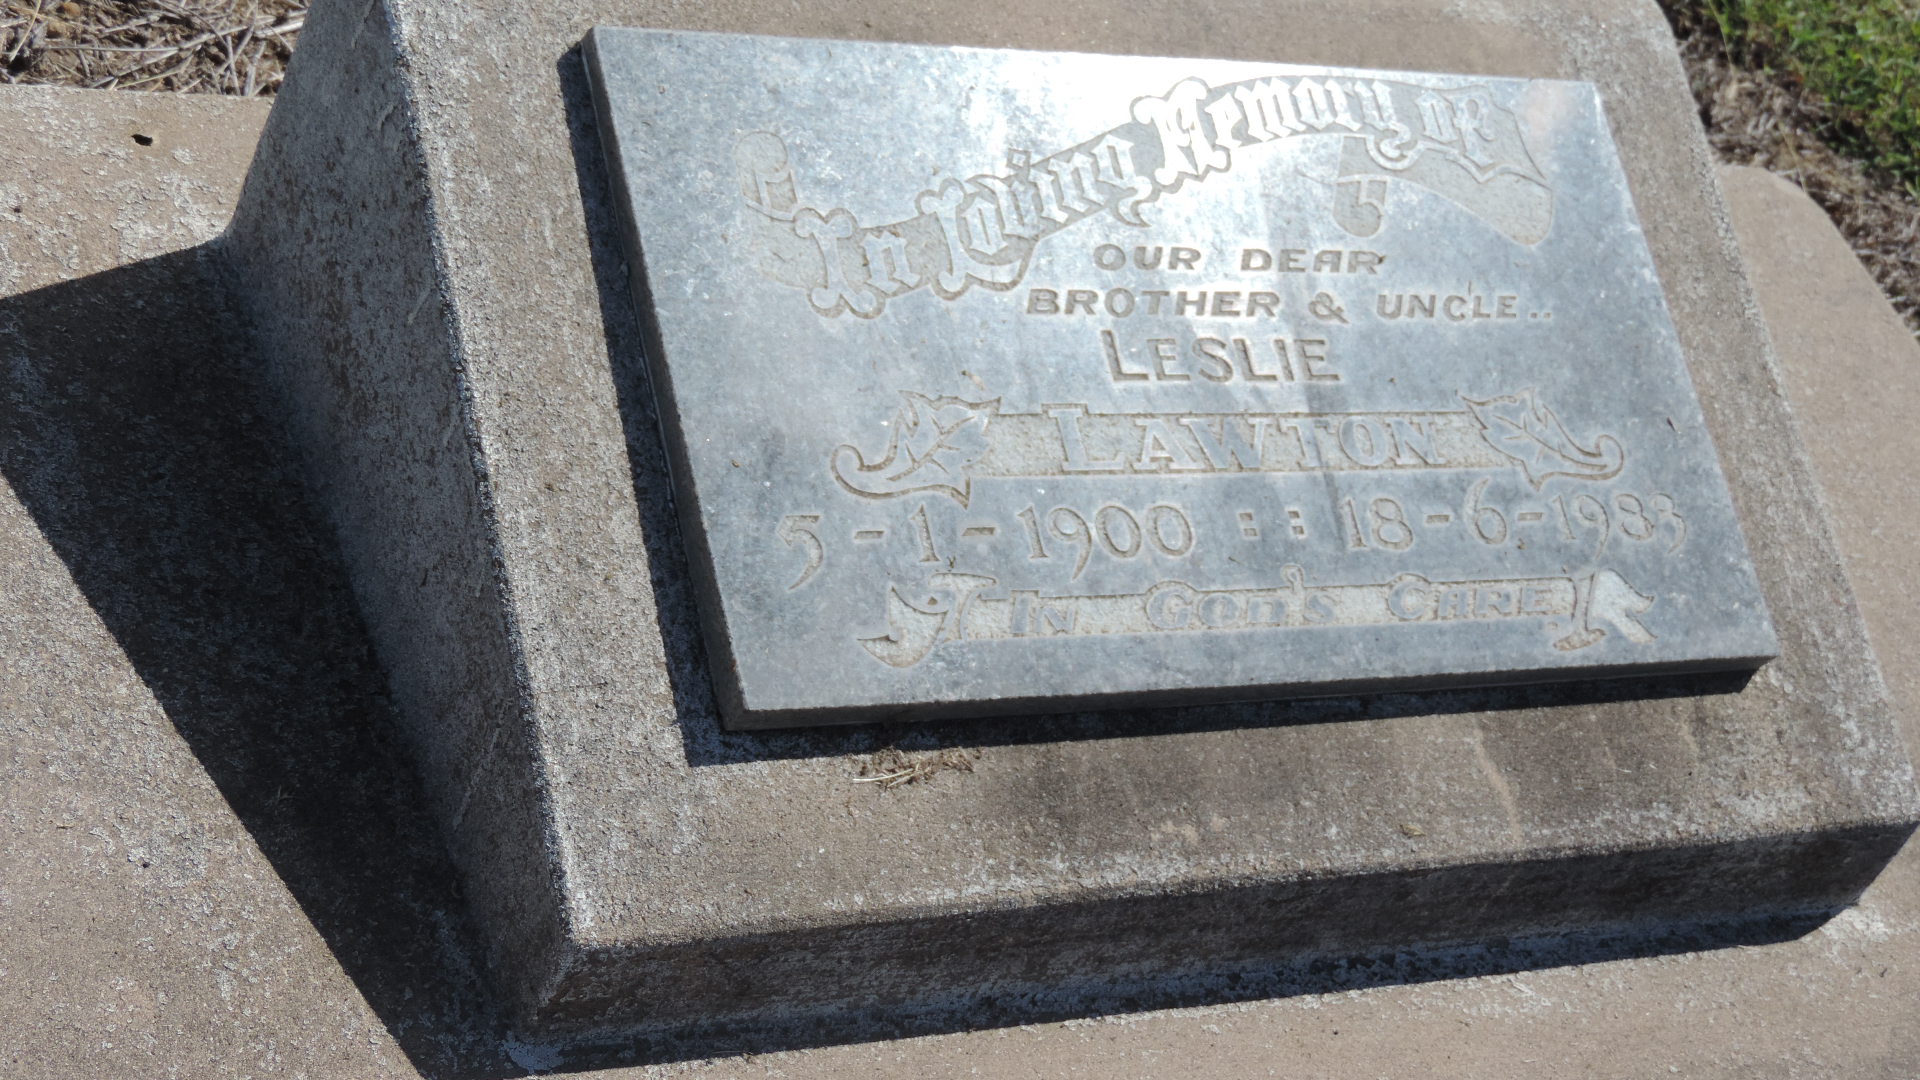 In Loving Memory of
OUR DEAR
BROTHER & UNCLE..
LESLIE
LAWTON
5-1-1900 :: 18-6-1983
IN GOD'S CARE